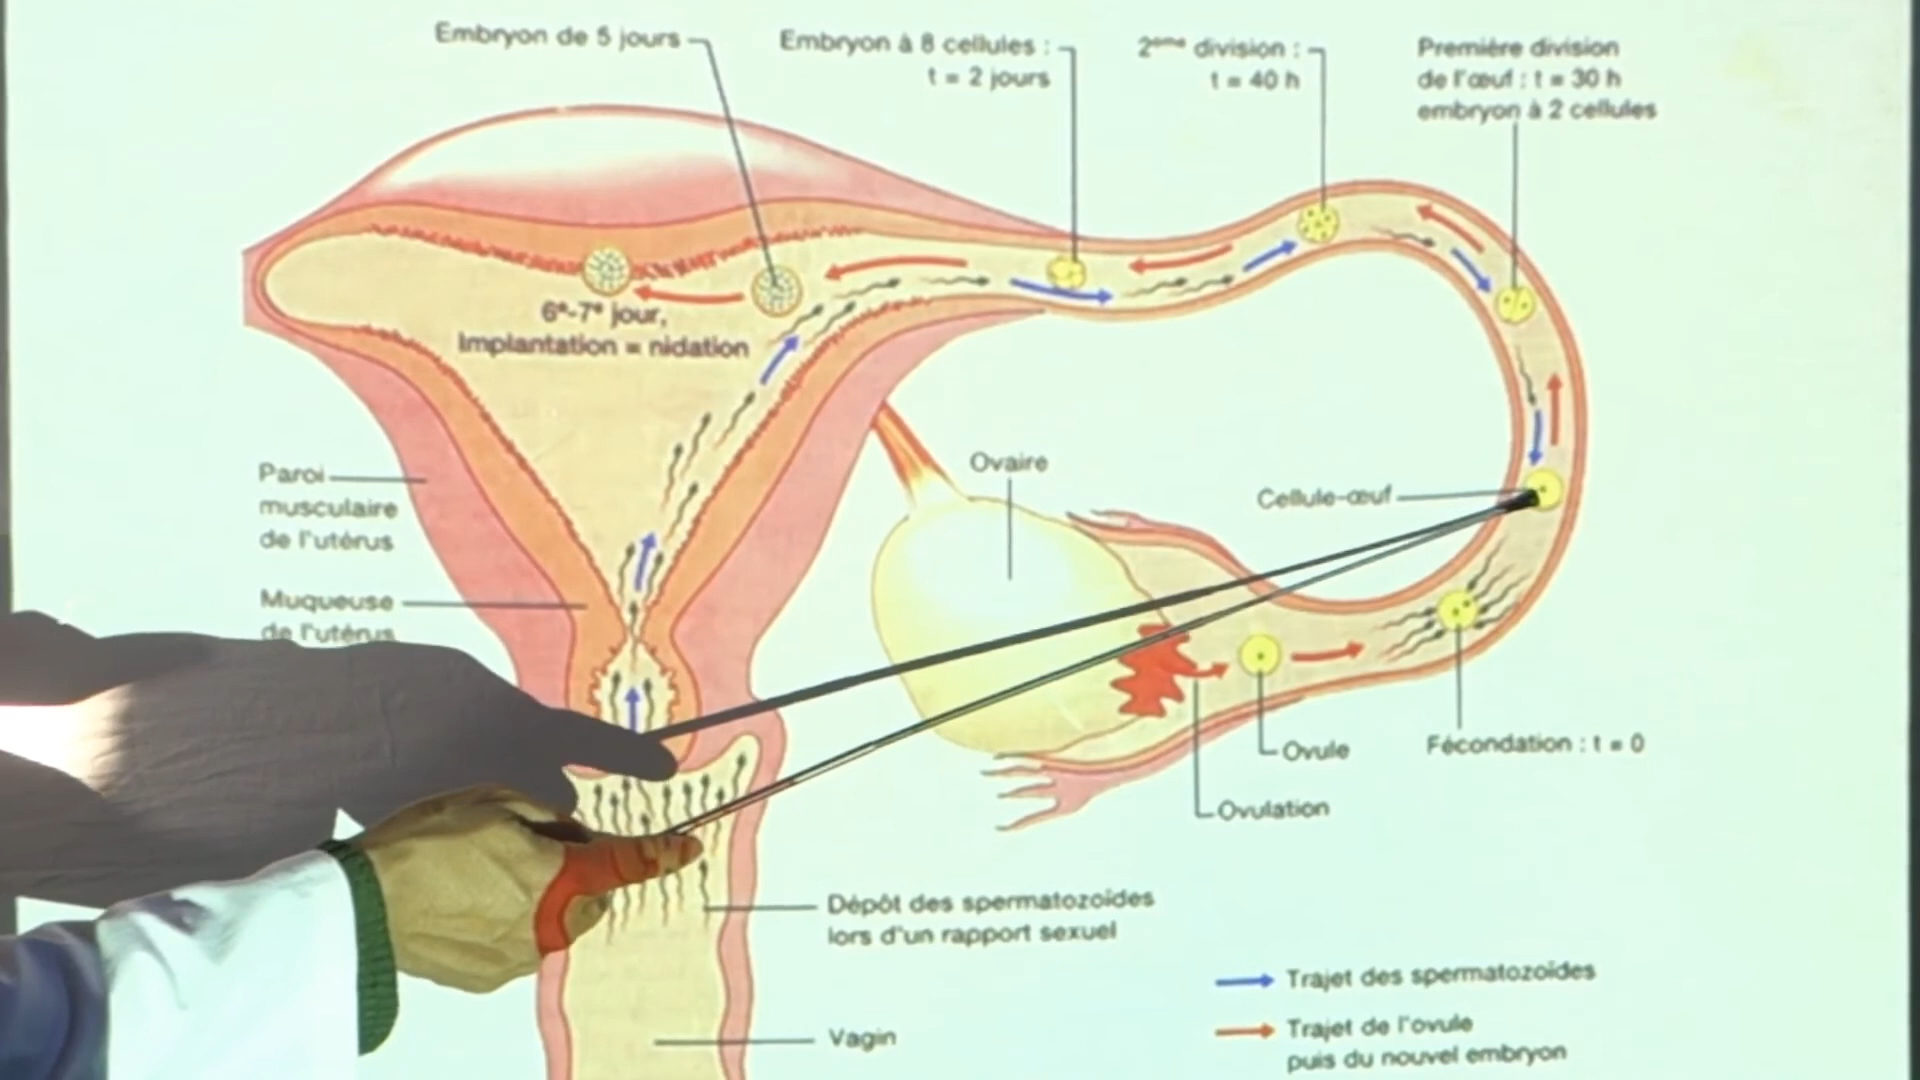 Embryon de 5 jours
Embryon à 8 cellules :
t = 2 jours
2ème division :
t = 40 h
Première division
de l'œuf : t = 30 h
embryon à 2 cellules
6e-7e jour,
Implantation = nidation
Paroi
musculaire
de l'utérus
Muqueuse
de l'utérus
Ovaire
Cellule-œuf
Ovule
Fécondation : t = 0
Ovulation
Dépôt des spermatozoïdes
lors d'un rapport sexuel
Vagin
Trajet des spermatozoïdes
Trajet de l'ovule
puis du nouvel embryon